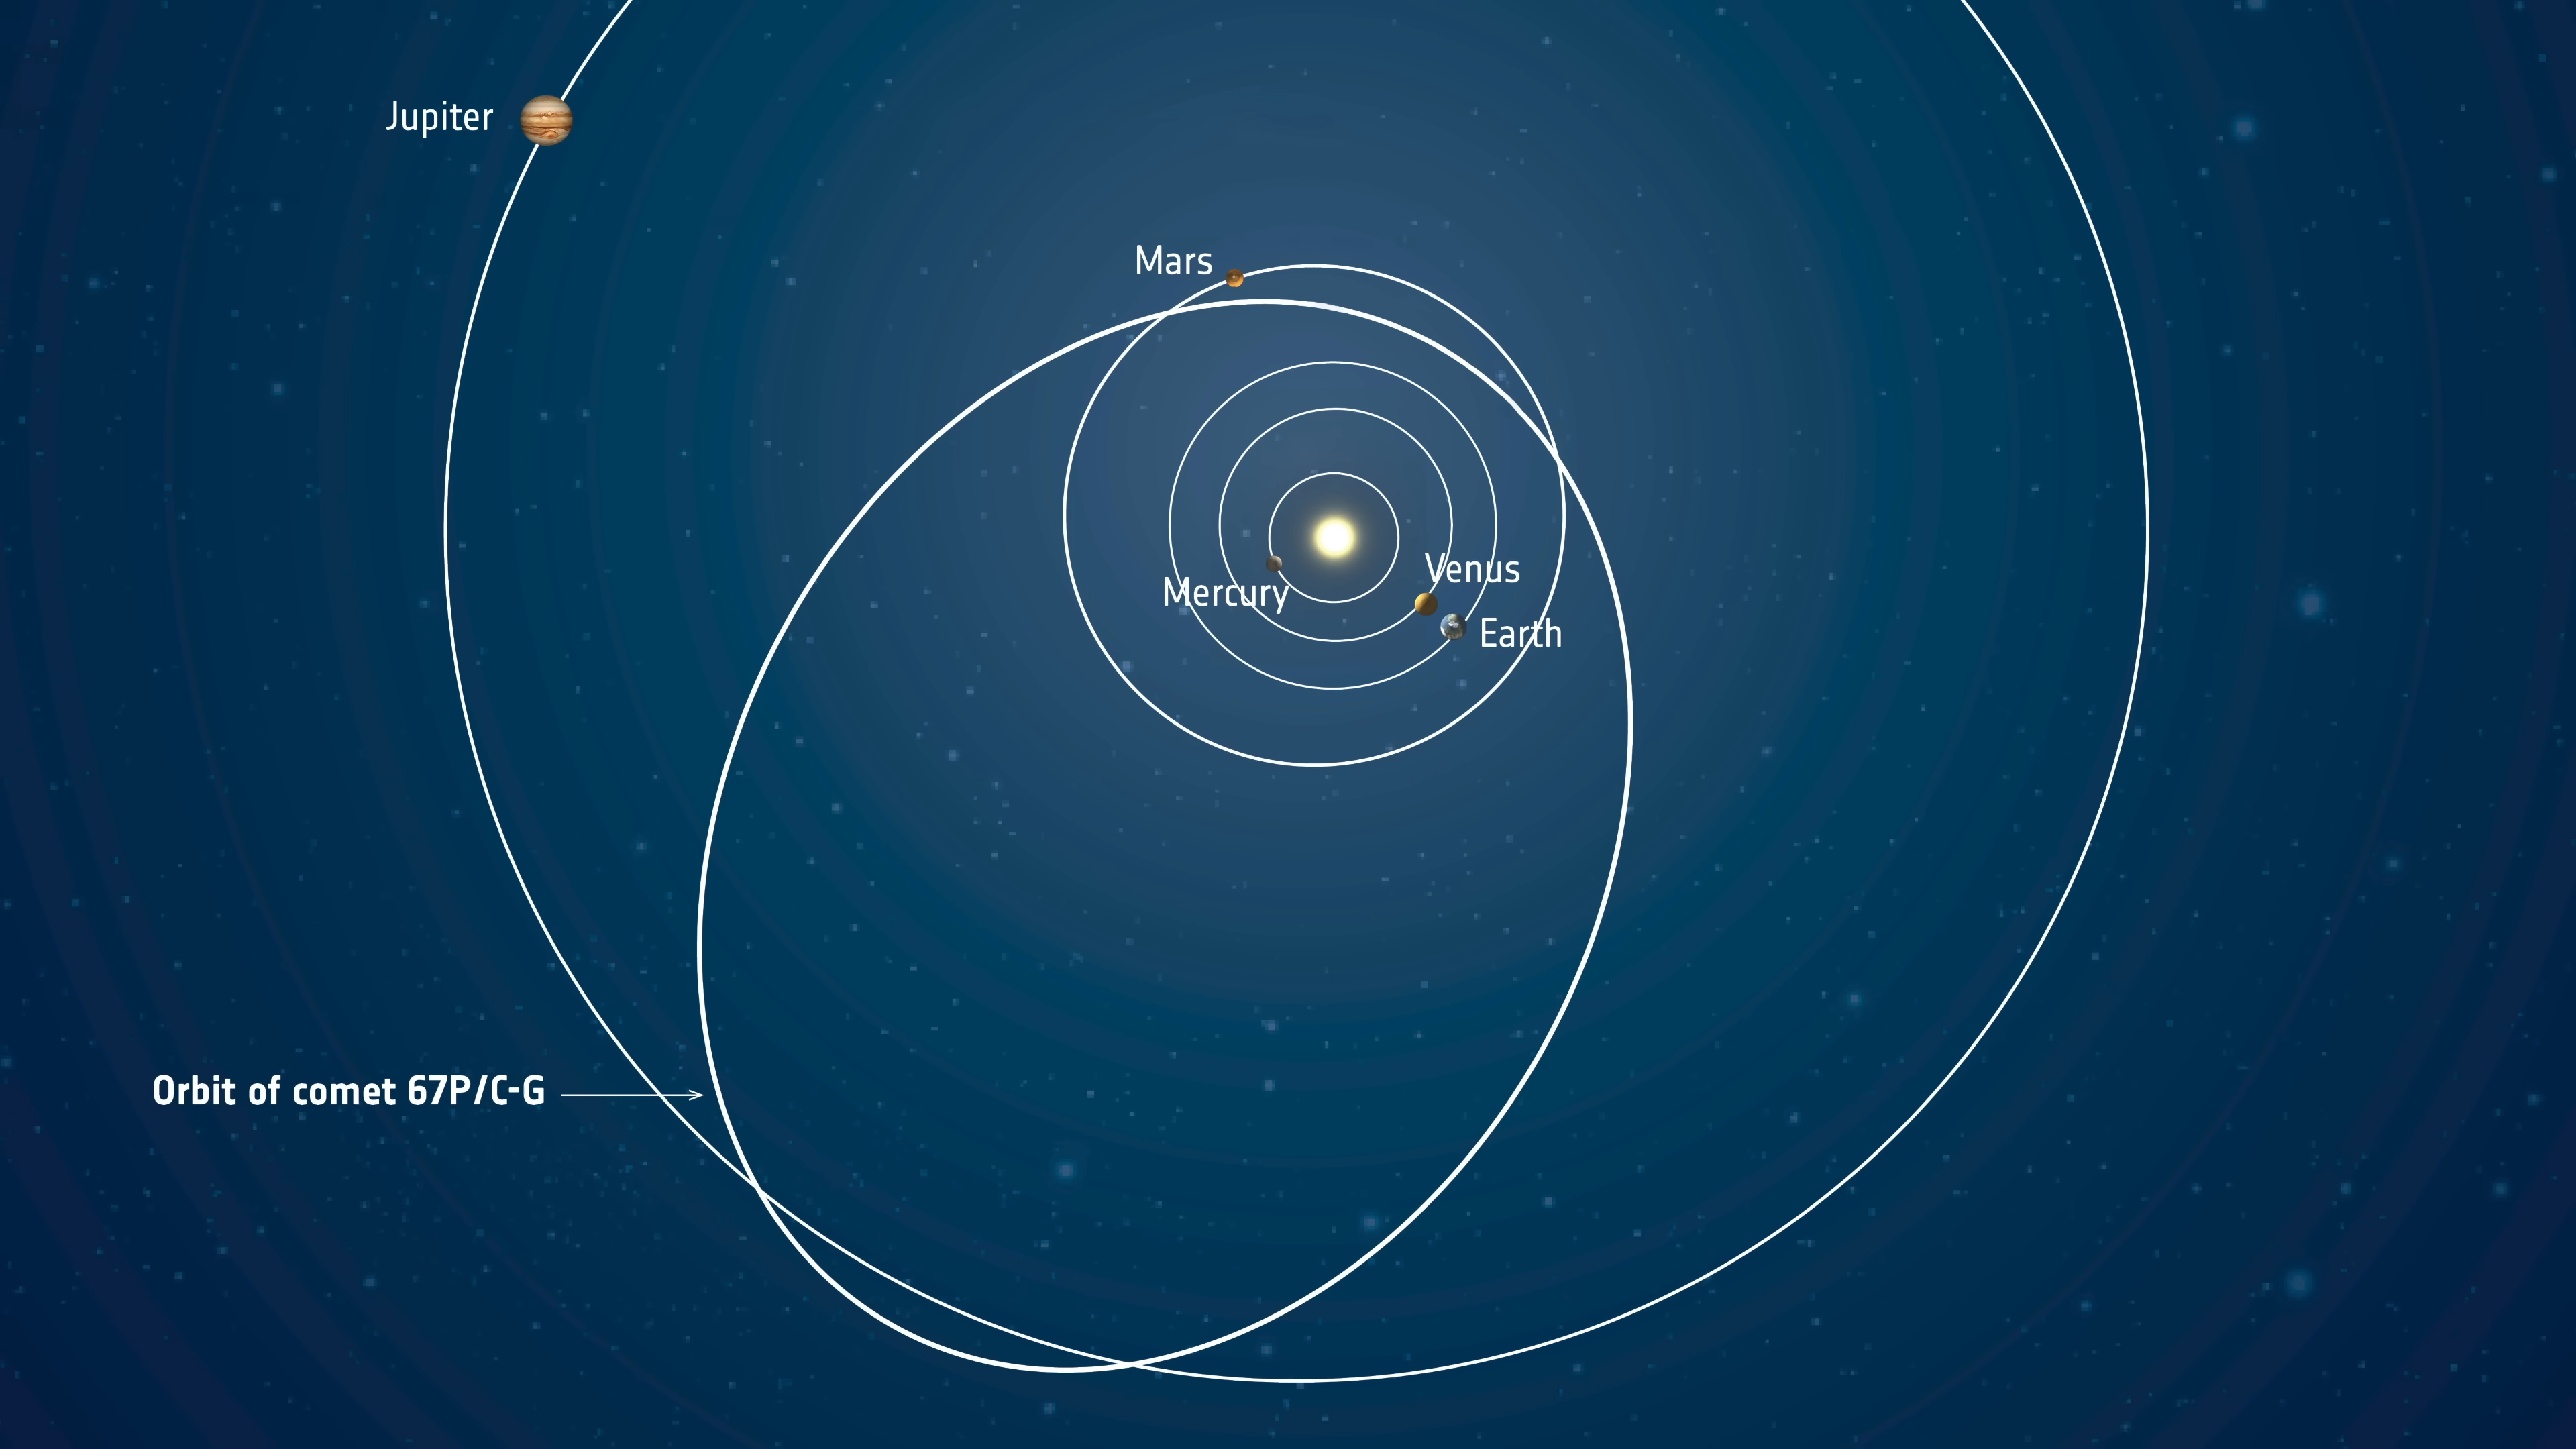 Jupiter
Mars
Venus
Mercury
Earth
Orbit of comet 67P/C-G